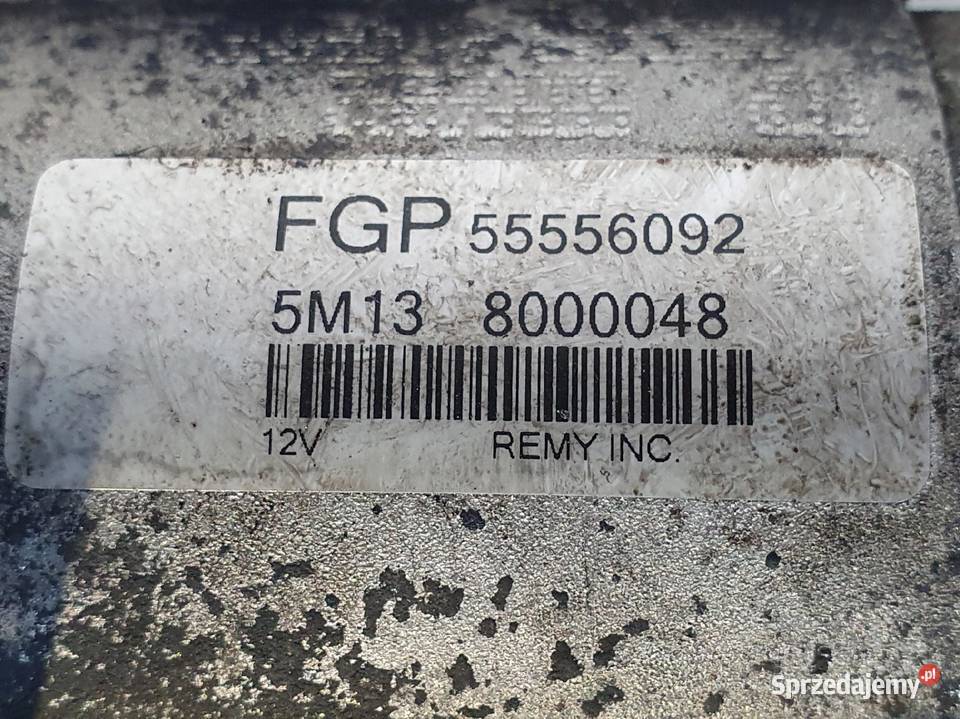 FGP 55556092
5M13 8000048
12V REMY INC.
Sprzedajemy.pl